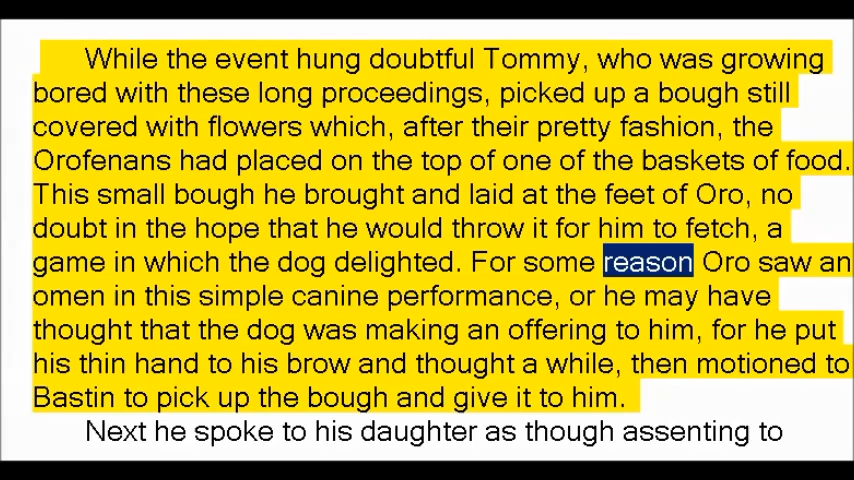 While the event hung doubtful Tommy, who was growing
bored with these long proceedings, picked up a bough still
covered with flowers which, after their pretty fashion, the
Orofenans had placed on the top of one of the baskets of food.
This small bough he brought and laid at the feet of Oro, no
doubt in the hope that he would throw it for him to fetch, a
game in which the dog delighted. For some reason Oro saw an
omen in this simple canine performance, or he may have
thought that the dog was making an offering to him, for he put
his thin hand to his brow and thought a while, then motioned to
Bastin to pick up the bough and give it to him.
Next he spoke to his daughter as though assenting to